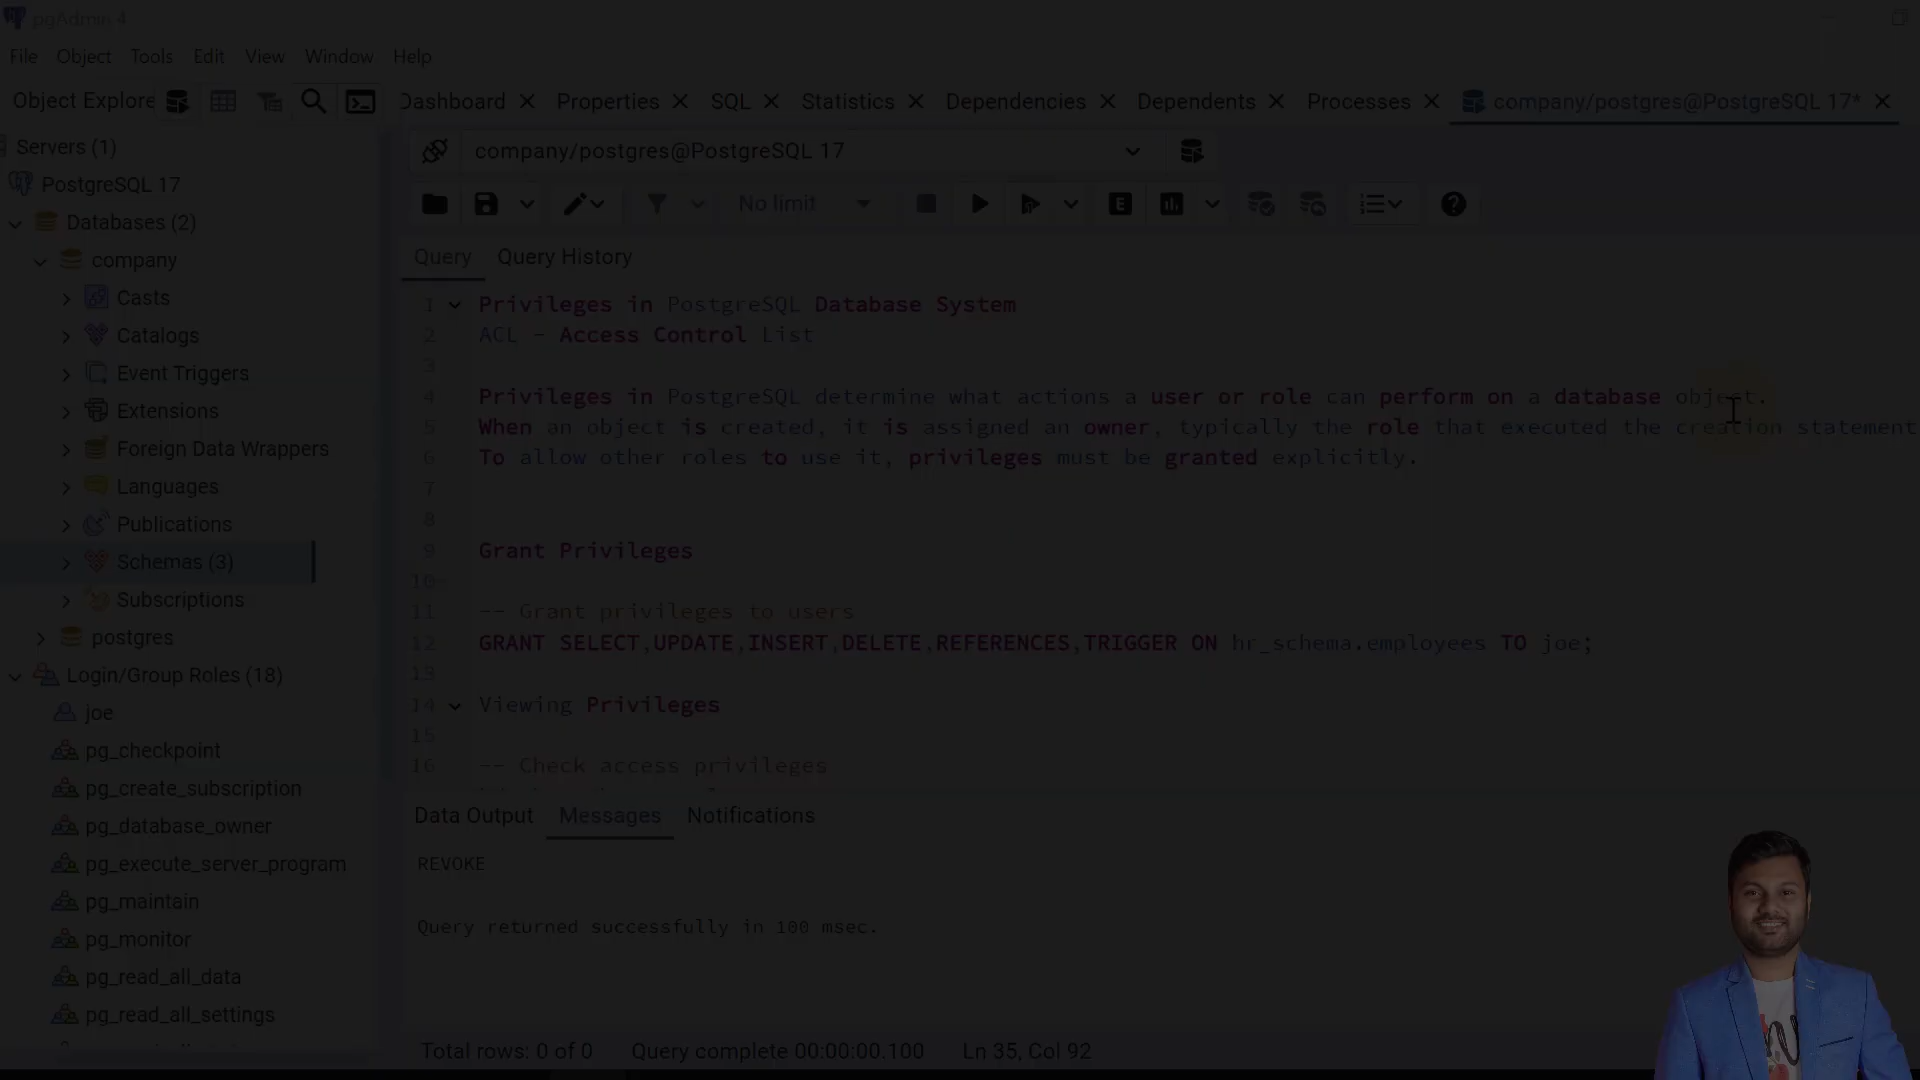 pgAdmin 4
File Object Tools Edit View Window Help
Object Explore
Dashboard Properties SQL Statistics Dependencies Dependents Processes company/postgres@PostgreSQL 17*
Servers (1)
PostgreSQL 17
Databases (2)
company
Casts
Catalogs
Event Triggers
Extensions
Foreign Data Wrappers
Languages
Publications
Schemas (3)
Subscriptions
postgres
Login/Group Roles (18)
joe
pg_checkpoint
pg_create_subscription
pg_database_owner
pg_execute_server_program
pg_maintain
pg_monitor
pg_read_all_data
pg_read_all_settings
company/postgres@PostgreSQL 17
No limit
E
Query Query History
1 Privileges in PostgreSQL Database System
2 ACL - Access Control List
3
4 Privileges in PostgreSQL determine what actions a user or role can perform on a database object.
5 When an object is created, it is assigned an owner, typically the role that executed the creation statement
6 To allow other roles to use it, privileges must be granted explicitly.
7
8
9 Grant Privileges
10
11 -- Grant privileges to users
12 GRANT SELECT,UPDATE,INSERT,DELETE,REFERENCES,TRIGGER ON hr_schema.employees TO joe;
13
14 Viewing Privileges
15
16 -- Check access privileges
Data Output Messages Notifications
REVOKE
Query returned successfully in 100 msec.
Total rows: 0 of 0 Query complete 00:00:00.100 Ln 35, Col 92